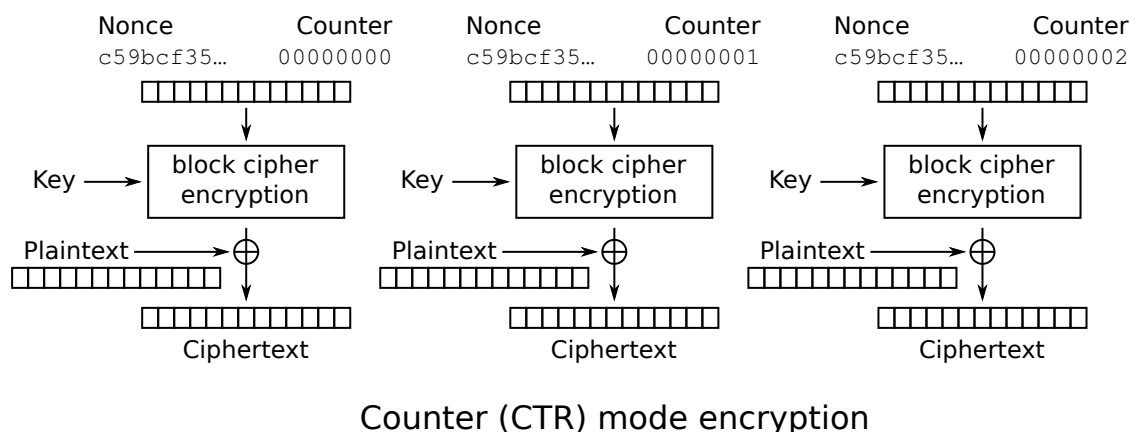 Nonce Counter Nonce Counter Nonce Counter
c59bcf35… 00000000 c59bcf35… 00000001 c59bcf35… 00000002
block cipher block cipher block cipher
Key encryption Key encryption Key encryption
Plaintext Plaintext Plaintext
Ciphertext Ciphertext Ciphertext
Counter (CTR) mode encryption